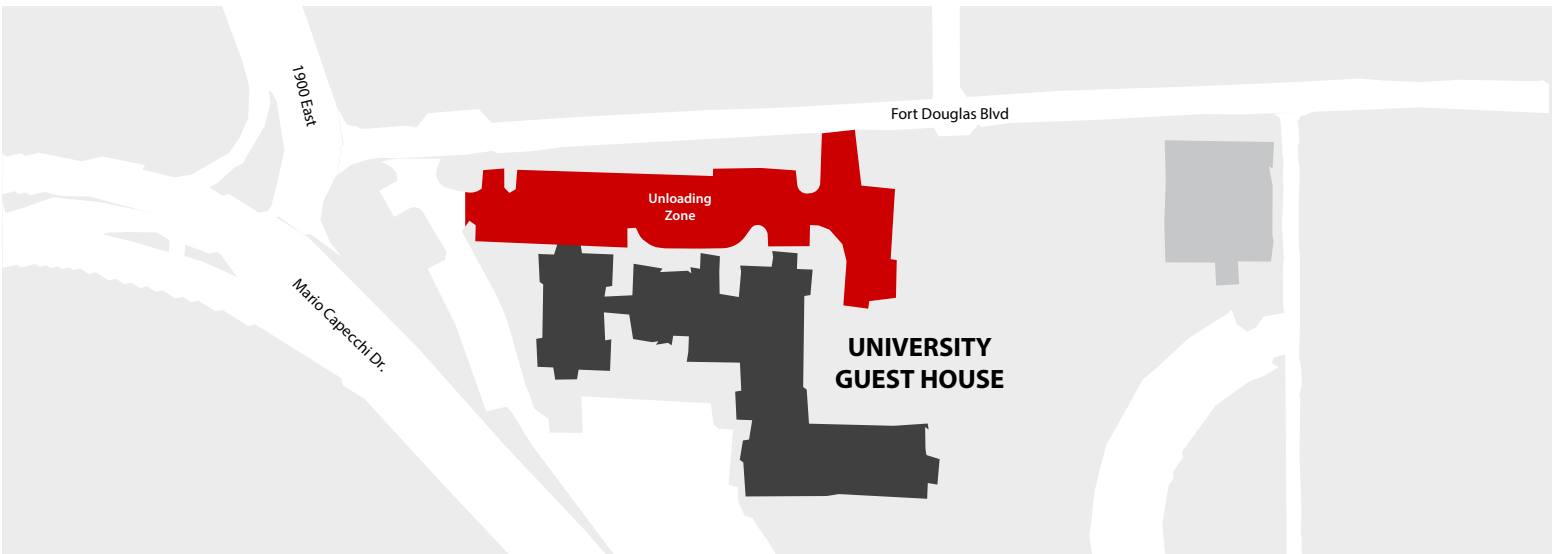 1900 East
Fort Douglas Blvd
Unloading
Zone
Mario Capecchi Dr.
UNIVERSITY
GUEST HOUSE